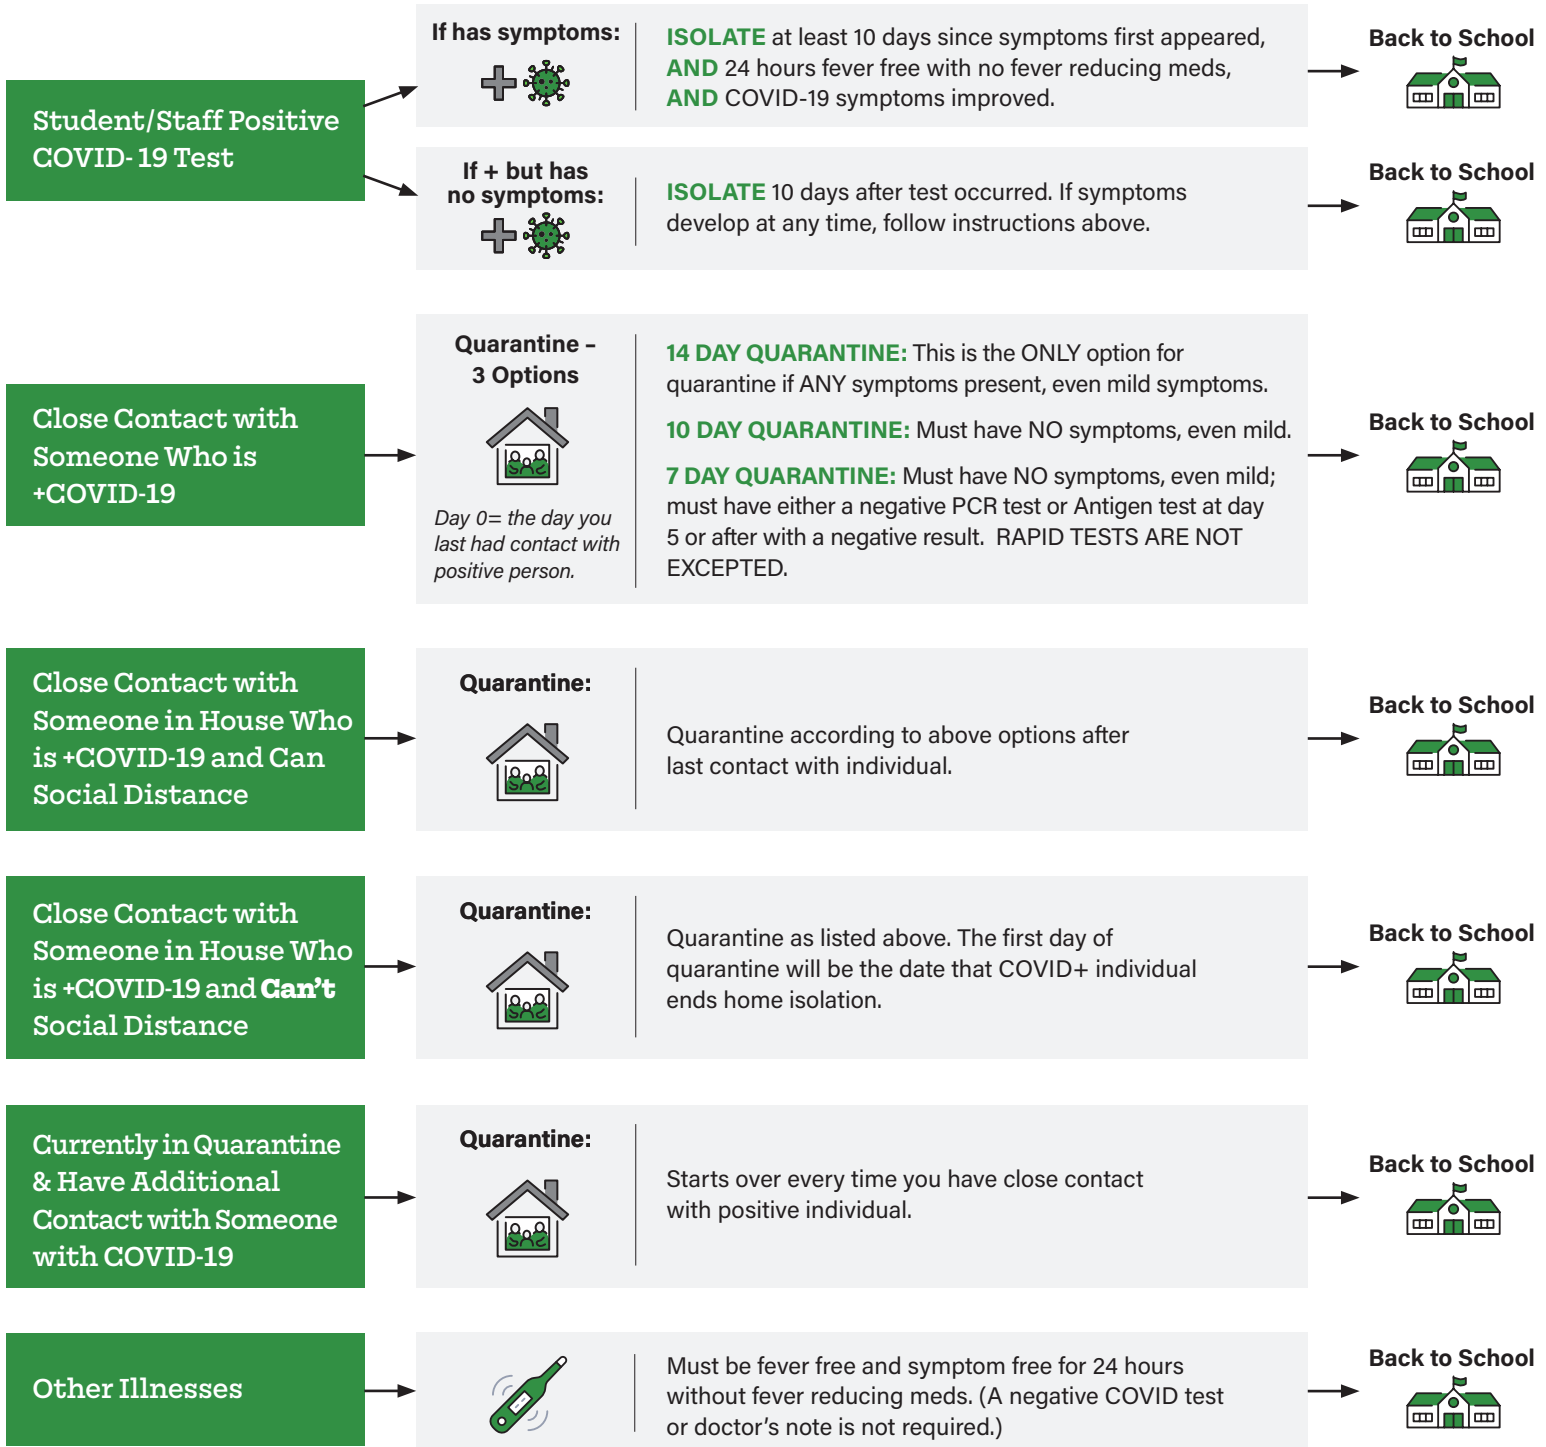 Student/Staff Positive
COVID- 19 Test
If has symptoms:
ISOLATE at least 10 days since symptoms first appeared,
AND 24 hours fever free with no fever reducing meds,
AND COVID-19 symptoms improved.
Back to School
If + but has
no symptoms:
ISOLATE 10 days after test occurred. If symptoms
develop at any time, follow instructions above.
Back to School
Close Contact with
Someone Who is
+COVID-19
Quarantine –
3 Options
Day 0= the day you
last had contact with
positive person.
14 DAY QUARANTINE: This is the ONLY option for
quarantine if ANY symptoms present, even mild symptoms.
10 DAY QUARANTINE: Must have NO symptoms, even mild.
7 DAY QUARANTINE: Must have NO symptoms, even mild;
must have either a negative PCR test or Antigen test at day
5 or after with a negative result. RAPID TESTS ARE NOT
EXCEPTED.
Back to School
Close Contact with
Someone in House Who
is +COVID-19 and Can
Social Distance
Quarantine:
Quarantine according to above options after
last contact with individual.
Back to School
Close Contact with
Someone in House Who
is +COVID-19 and Can't
Social Distance
Quarantine:
Quarantine as listed above. The first day of
quarantine will be the date that COVID+ individual
ends home isolation.
Back to School
Currently in Quarantine
& Have Additional
Contact with Someone
with COVID-19
Quarantine:
Starts over every time you have close contact
with positive individual.
Back to School
Other Illnesses
Must be fever free and symptom free for 24 hours
without fever reducing meds. (A negative COVID test
or doctor's note is not required.)
Back to School